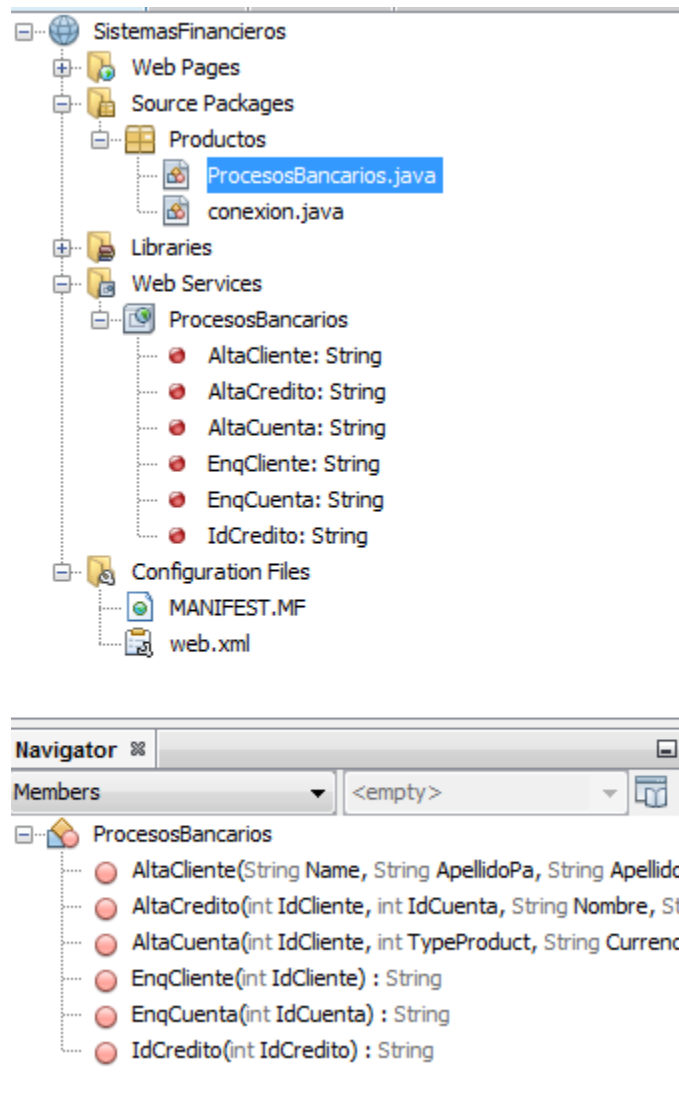 SistemasFinancieros
Web Pages
Source Packages
Productos
ProcesosBancarios.java
conexion.java
Libraries
Web Services
ProcesosBancarios
AltaCliente: String
AltaCredito: String
AltaCuenta: String
EnqCliente: String
EnqCuenta: String
IdCredito: String
Configuration Files
MANIFEST.MF
web.xml
Navigator
Members <empty>
ProcesosBancarios
AltaCliente(String Name, String ApellidoPa, String Apellido
AltaCredito(int IdCliente, int IdCuenta, String Nombre, St
AltaCuenta(int IdCliente, int TypeProduct, String Currenc
EnqCliente(int IdCliente) : String
EnqCuenta(int IdCuenta) : String
IdCredito(int IdCredito) : String